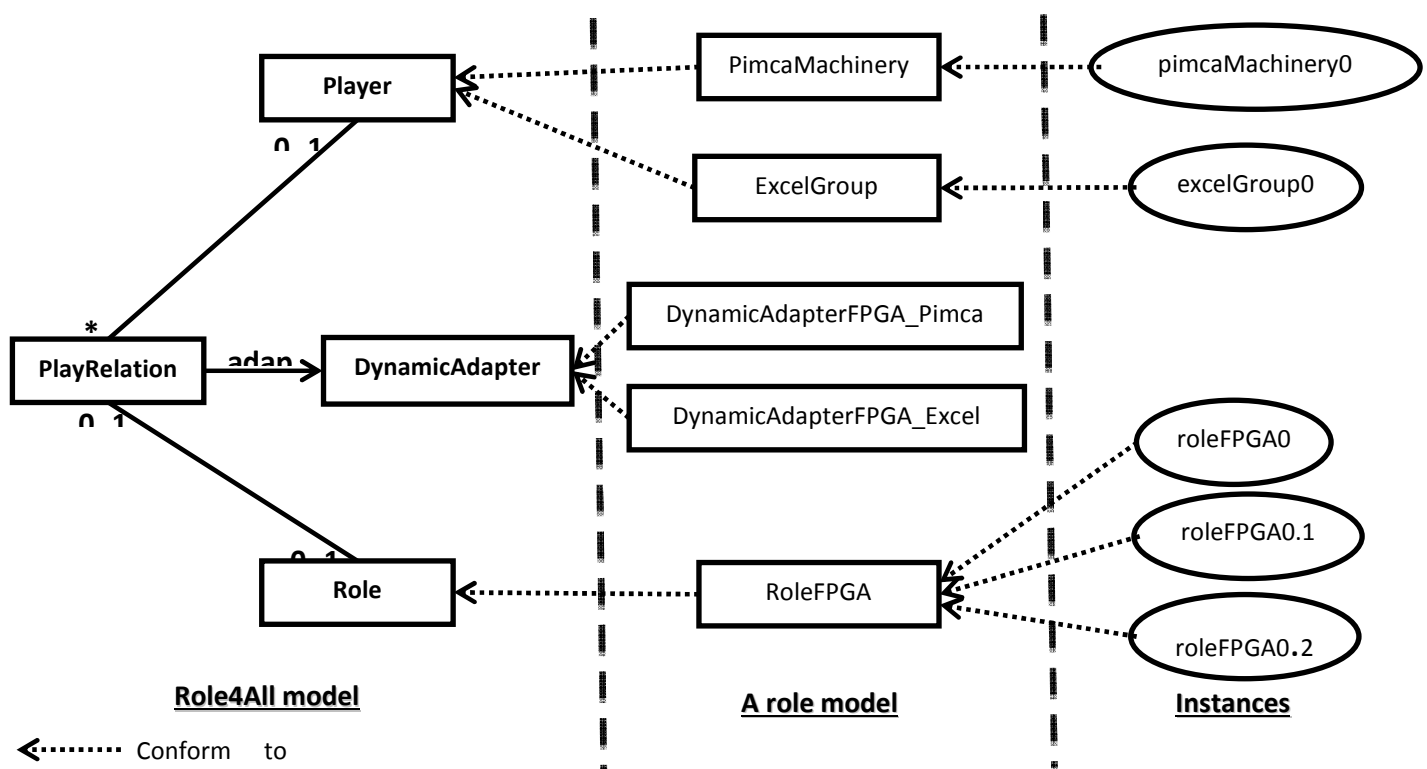 Player
PimcaMachinery
pimcaMachinery0
ExcelGroup
excelGroup0
*
PlayRelation
DynamicAdapter
DynamicAdapterFPGA_Pimca
DynamicAdapterFPGA_Excel
Role
RoleFPGA
roleFPGA0
roleFPGA0.1
roleFPGA0.2
Role4All model
A role model
Instances
Conform to